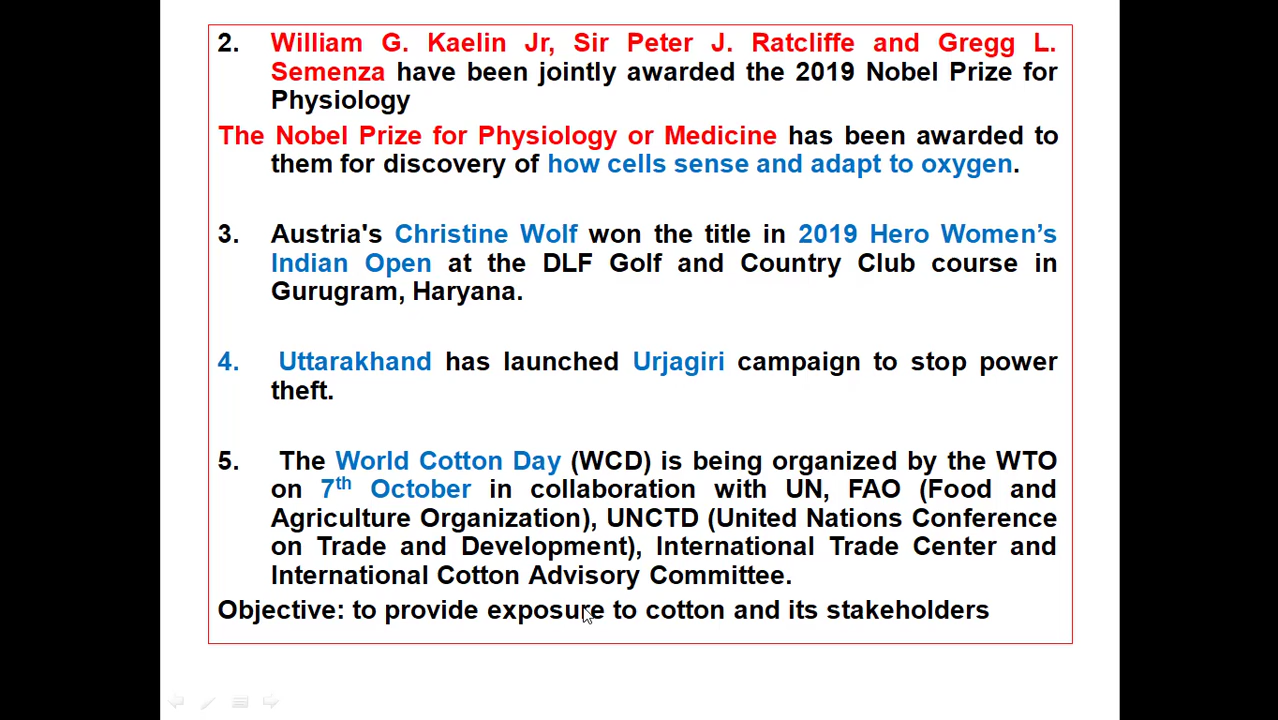 2. William G. Kaelin Jr, Sir Peter J. Ratcliffe and Gregg L.
Semenza have been jointly awarded the 2019 Nobel Prize for
Physiology
The Nobel Prize for Physiology or Medicine has been awarded to
them for discovery of how cells sense and adapt to oxygen.
3. Austria's Christine Wolf won the title in 2019 Hero Women’s
Indian Open at the DLF Golf and Country Club course in
Gurugram, Haryana.
4. Uttarakhand has launched Urjagiri campaign to stop power
theft.
5. The World Cotton Day (WCD) is being organized by the WTO
on 7th October in collaboration with UN, FAO (Food and
Agriculture Organization), UNCTD (United Nations Conference
on Trade and Development), International Trade Center and
International Cotton Advisory Committee.
Objective: to provide exposure to cotton and its stakeholders